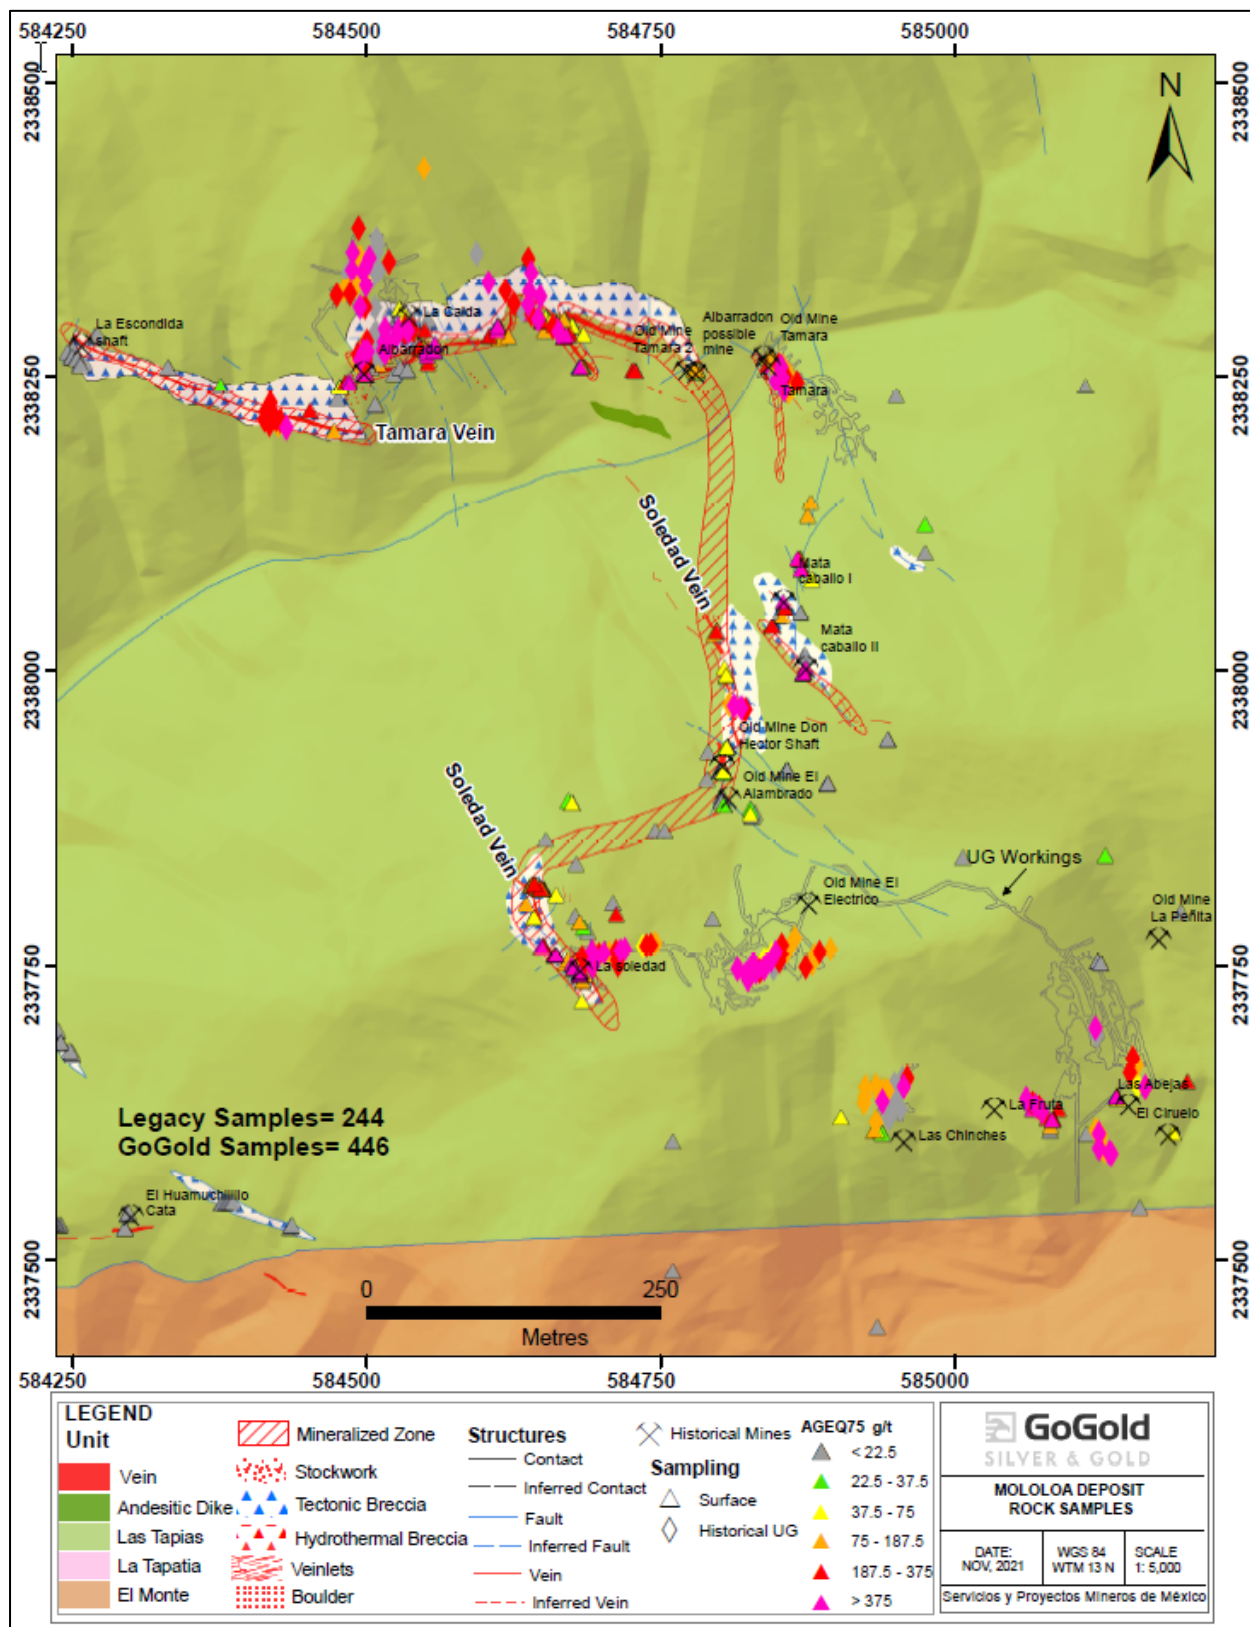 584250
584500
584750
585000
2338500
2338500
N
La Escondida
shaft
La Caida
Albarradon
Old Mine
Tamara 2
Albarradon
possible
mine
Old Mine
Tamara
2338250
2338250
Tamara
Tamara Vein
Soledad Vein
Mata
caballo I
Mata
caballo II
2338000
2338000
Old Mine Don
Hector Shaft
Old Mine El
Alambrado
Soledad Vein
UG Workings
Old Mine El
Electrico
Old Mine
La Peñita
2337750
2337750
La soledad
Las Abejas
La Fruta
El Ciruelo
Las Chinches
Legacy Samples= 244
GoGold Samples= 446
El Huamuchilillo
Cata
2337500
2337500
0
250
Metres
584250
584500
584750
585000
LEGEND
Unit
Vein
Andesitic Dike
Las Tapias
La Tapatia
El Monte
Mineralized Zone
Stockwork
Tectonic Breccia
Hydrothermal Breccia
Veinlets
Boulder
Structures
Contact
Inferred Contact
Fault
Inferred Fault
Vein
Inferred Vein
Historical Mines
Sampling
Surface
Historical UG
AGEQ75 g/t
< 22.5
22.5 - 37.5
37.5 - 75
75 - 187.5
187.5 - 375
> 375
GoGold
SILVER & GOLD
MOLOLOA DEPOSIT
ROCK SAMPLES
DATE:
NOV, 2021
WGS 84
WTM 13 N
SCALE
1: 5,000
Servicios y Proyectos Mineros de México